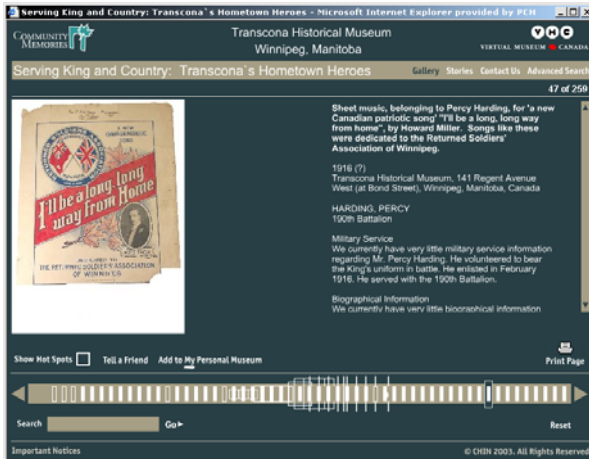 Serving King and Country: Transcona`s Hometown Heroes - Microsoft Internet Explorer provided by PCH
COMMUNITY
MEMORIES
Transcona Historical Museum
Winnipeg, Manitoba
VMC
VIRTUAL MUSEUM CANADA
Serving King and Country: Transcona`s Hometown Heroes
Gallery Stories Contact Us Advanced Search
47 of 259
A NEW
SONG
RETURNED SOLDIERS ASSOCIATION
I'll be a long, long
way from Home
DEDICATED TO
THE RETURNED SOLDIER'S ASSOCIATION
OF WINNIPEG
Sheet music, belonging to Percy Harding, for 'a new
Canadian patriotic song' "I'll be a long, long way
from home", by Howard Miller. Songs like these
were dedicated to the Returned Soldiers'
Association of Winnipeg.
1916 (?)
Transcona Historical Museum, 141 Regent Avenue
West (at Bond Street), Winnipeg, Manitoba, Canada
HARDING, PERCY
190th Battalion
Military Service
We currently have very little military service information
regarding Mr. Percy Harding. He volunteered to bear
the King's uniform in battle. He enlisted in February
1916. He served with the 190th Battalion.
Biographical Information
We currently have very little biographical information
Show Hot Spots
Tell a Friend
Add to My Personal Museum
Print Page
Search
Go
Reset
Important Notices
© CHIN 2003. All Rights Reserved